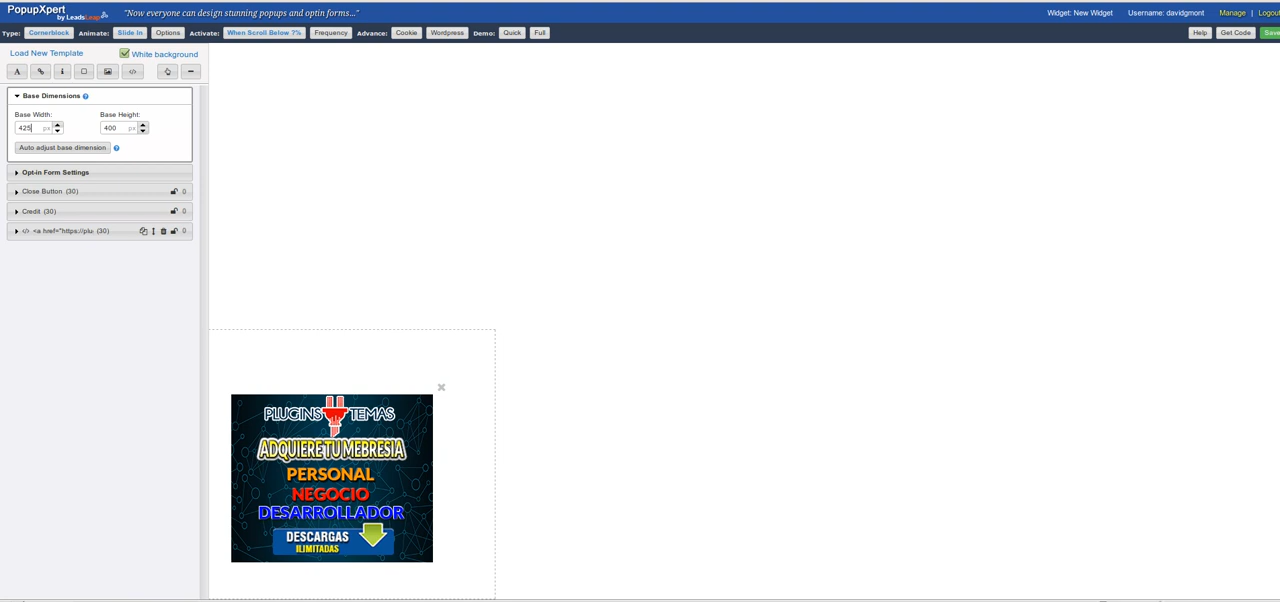 PopupXpert
by LeadsLeap
"Now everyone can design stunning popups and optin forms..."
Widget: New Widget Username: davidgmont Manage | Logout
Type: Cornerblock Animate: Slide In Options Activate: When Scroll Below ?% Frequency Advance: Cookie Wordpress Demo: Quick Full Help Get Code Save
Load New Template White background
A
Base Dimensions
Base Width: Base Height:
425 px 400 px
Auto adjust base dimension
Opt-in Form Settings
Close Button (30) 0
Credit (30) 0
</> <a href="https://plu (30) 0
PLUGINS TEMAS
ADQUIERE TU MEBRESIA
PERSONAL
NEGOCIO
DESARROLLADOR
DESCARGAS
ILIMITADAS